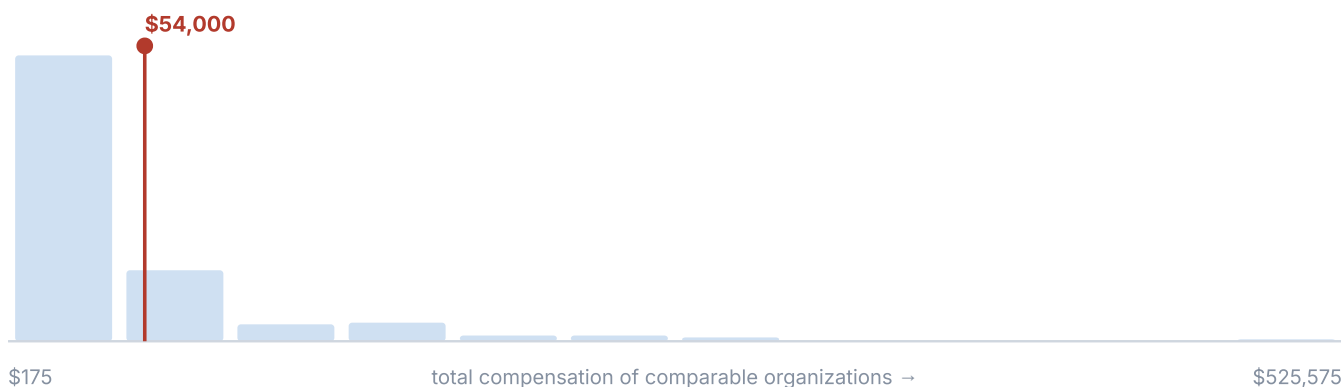 $54,000
$175 total compensation of comparable organizations → $525,575